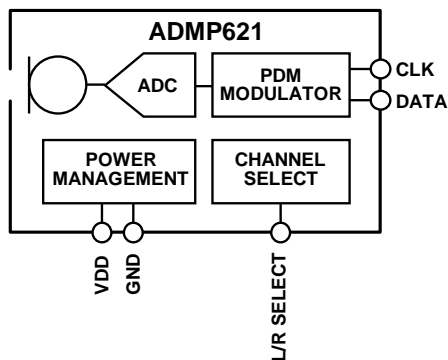 ADMP621
ADC
PDM
MODULATOR
CLK
DATA
POWER
MANAGEMENT
CHANNEL
SELECT
VDD
GND
L/R SELECT